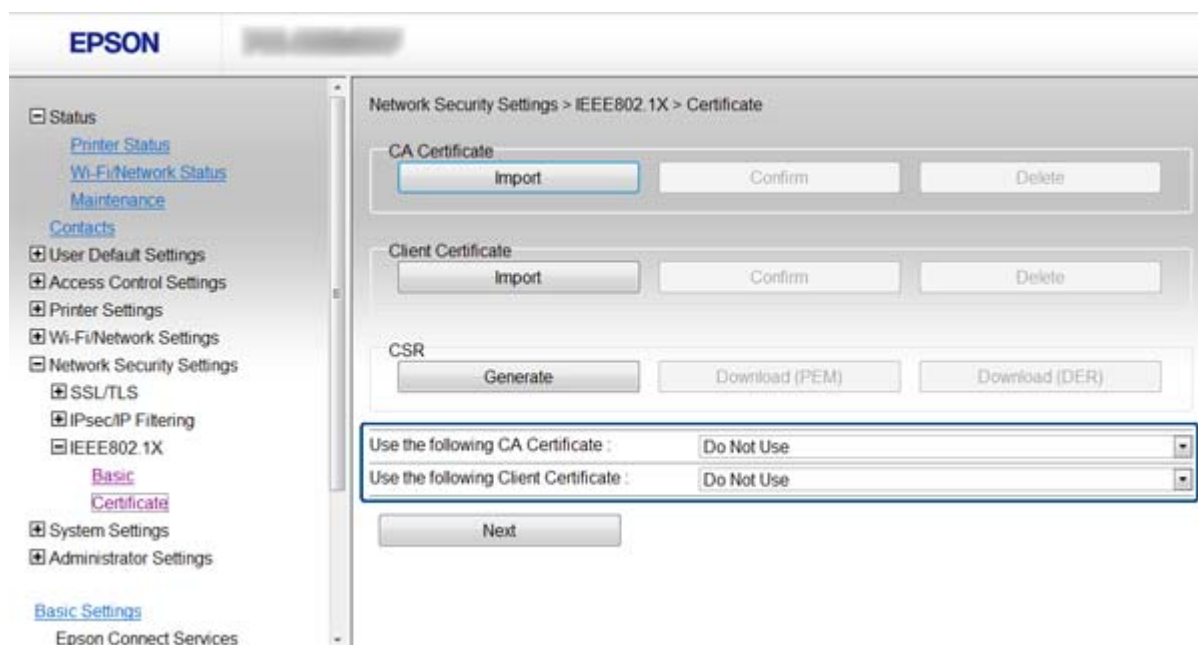 EPSON
Status
Printer Status
Wi-Fi/Network Status
Maintenance
Contacts
User Default Settings
Access Control Settings
Printer Settings
Wi-Fi/Network Settings
Network Security Settings
SSL/TLS
IPsec/IP Filtering
IEEE802.1X
Basic
Certificate
System Settings
Administrator Settings
Basic Settings
Epson Connect Services
Network Security Settings > IEEE802.1X > Certificate
CA Certificate
Import Confirm Delete
Client Certificate
Import Confirm Delete
CSR
Generate Download (PEM) Download (DER)
Use the following CA Certificate : Do Not Use
Use the following Client Certificate : Do Not Use
Next